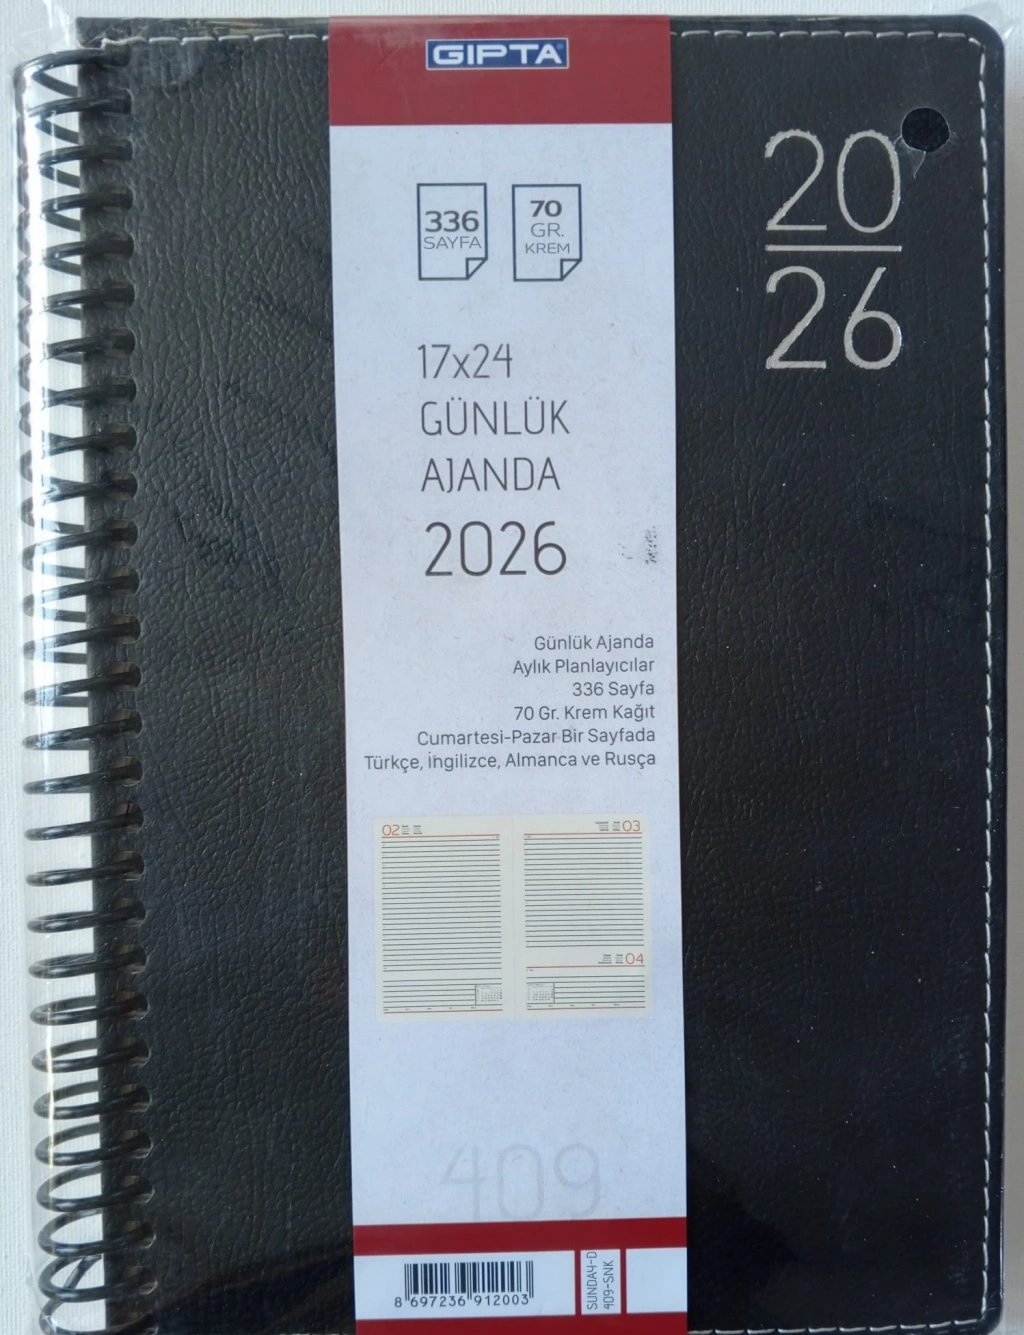 GIPTA
336
SAYFA
70
GR.
KREM
20
26
17x24
GÜNLÜK
AJANDA
2026
Günlük Ajanda
Aylık Planlayıcılar
336 Sayfa
70 Gr. Krem Kağıt
Cumartesi-Pazar Bir Sayfada
Türkçe, İngilizce, Almanca ve Rusça
02
03
04
409
8 697236 912003
SUNDAY-D
409-SNK